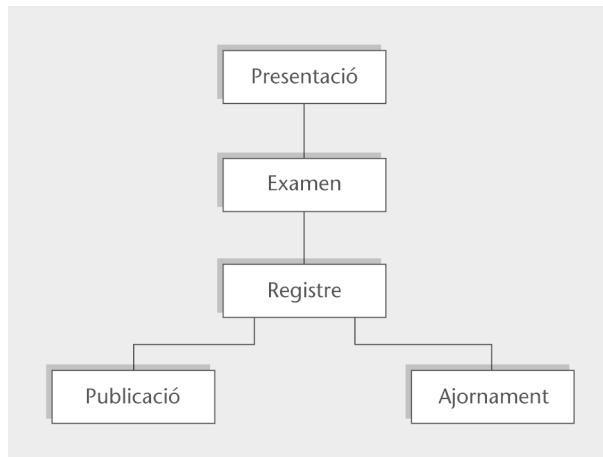 Presentació
Examen
Registre
Publicació
Ajornament